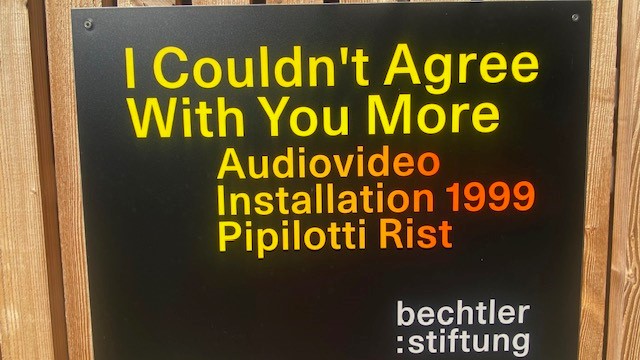 I Couldn't Agree
With You More
Audiovideo
Installation 1999
Pipilotti Rist
bechtler
:stiftung